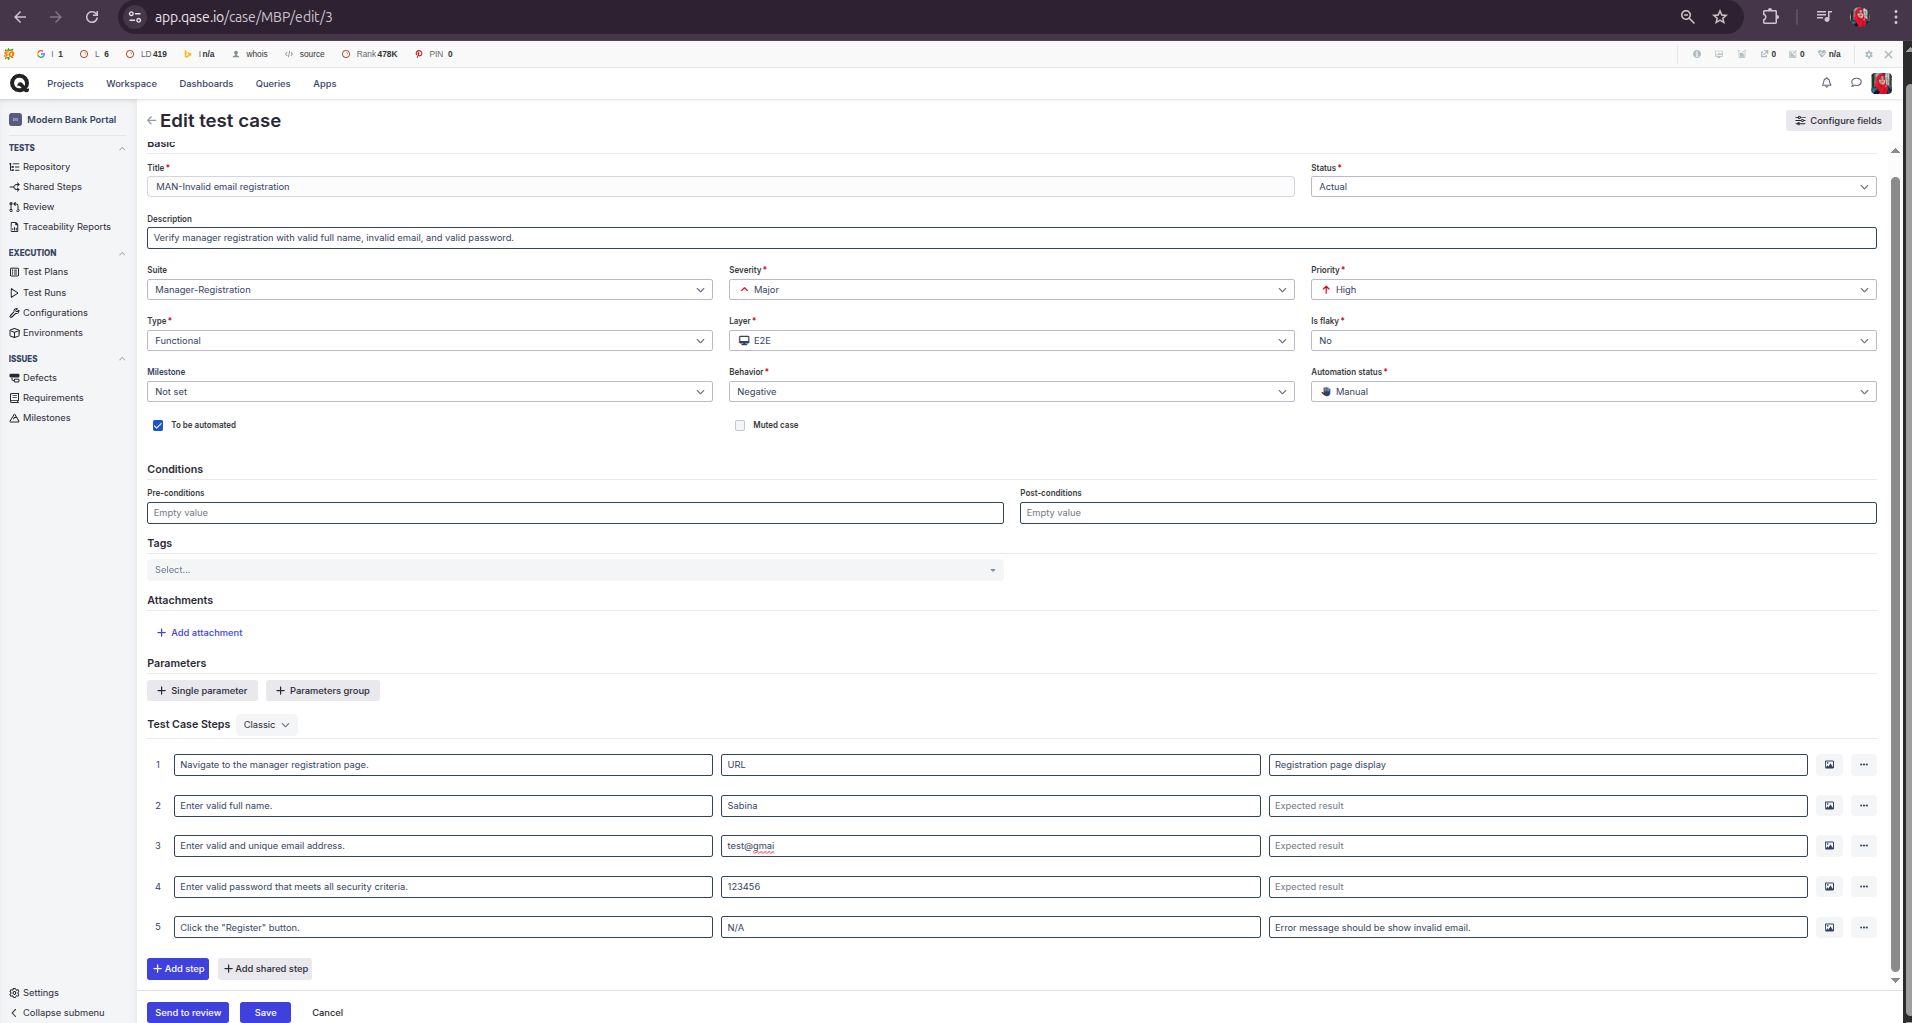 app.qase.io/case/MBP/edit/3
I 1 L 6 LD 419 I n/a whois source Rank 478K PIN 0 0 0 n/a
Projects Workspace Dashboards Queries Apps
Modern Bank Portal
TESTS
Repository
Shared Steps
Review
Traceability Reports
EXECUTION
Test Plans
Test Runs
Configurations
Environments
ISSUES
Defects
Requirements
Milestones
Settings
Collapse submenu
Edit test case
Configure fields
Basic
Title *
Status *
MAN-Invalid email registration
Actual
Description
Verify manager registration with valid full name, invalid email, and valid password.
Suite Severity * Priority *
Manager-Registration Major High
Type * Layer * Is flaky *
Functional E2E No
Milestone Behavior * Automation status *
Not set Negative Manual
To be automated Muted case
Conditions
Pre-conditions Post-conditions
Empty value Empty value
Tags
Select...
Attachments
+ Add attachment
Parameters
+ Single parameter + Parameters group
Test Case Steps Classic
1 Navigate to the manager registration page. URL Registration page display
2 Enter valid full name. Sabina Expected result
3 Enter valid and unique email address. test@gmai Expected result
4 Enter valid password that meets all security criteria. 123456 Expected result
5 Click the "Register" button. N/A Error message should be show invalid email.
+ Add step + Add shared step
Send to review Save Cancel